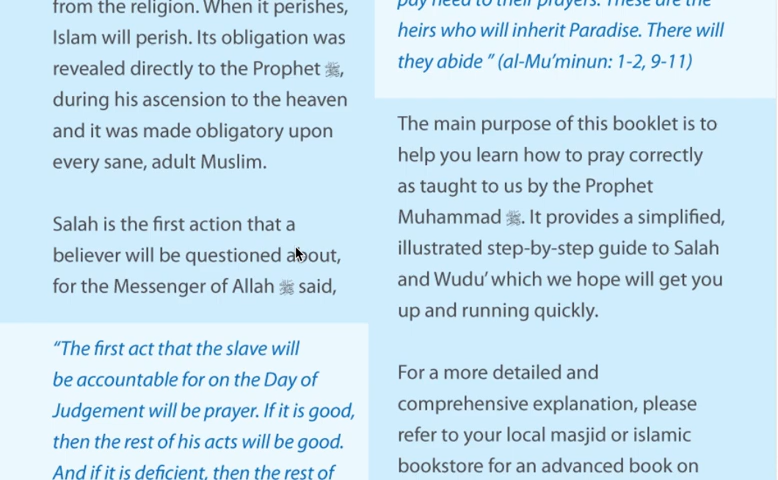 from the religion. When it perishes,
Islam will perish. Its obligation was
revealed directly to the Prophet ﷺ,
during his ascension to the heaven
and it was made obligatory upon
every sane, adult Muslim.
Salah is the first action that a
believer will be questioned about,
for the Messenger of Allah ﷺ said,
“The first act that the slave will
be accountable for on the Day of
Judgement will be prayer. If it is good,
then the rest of his acts will be good.
And if it is deficient, then the rest of
pay heed to their prayers. These are the
heirs who will inherit Paradise. There will
they abide ” (al-Mu’minun: 1-2, 9-11)
The main purpose of this booklet is to
help you learn how to pray correctly
as taught to us by the Prophet
Muhammad ﷺ. It provides a simplified,
illustrated step-by-step guide to Salah
and Wudu’ which we hope will get you
up and running quickly.
For a more detailed and
comprehensive explanation, please
refer to your local masjid or islamic
bookstore for an advanced book on